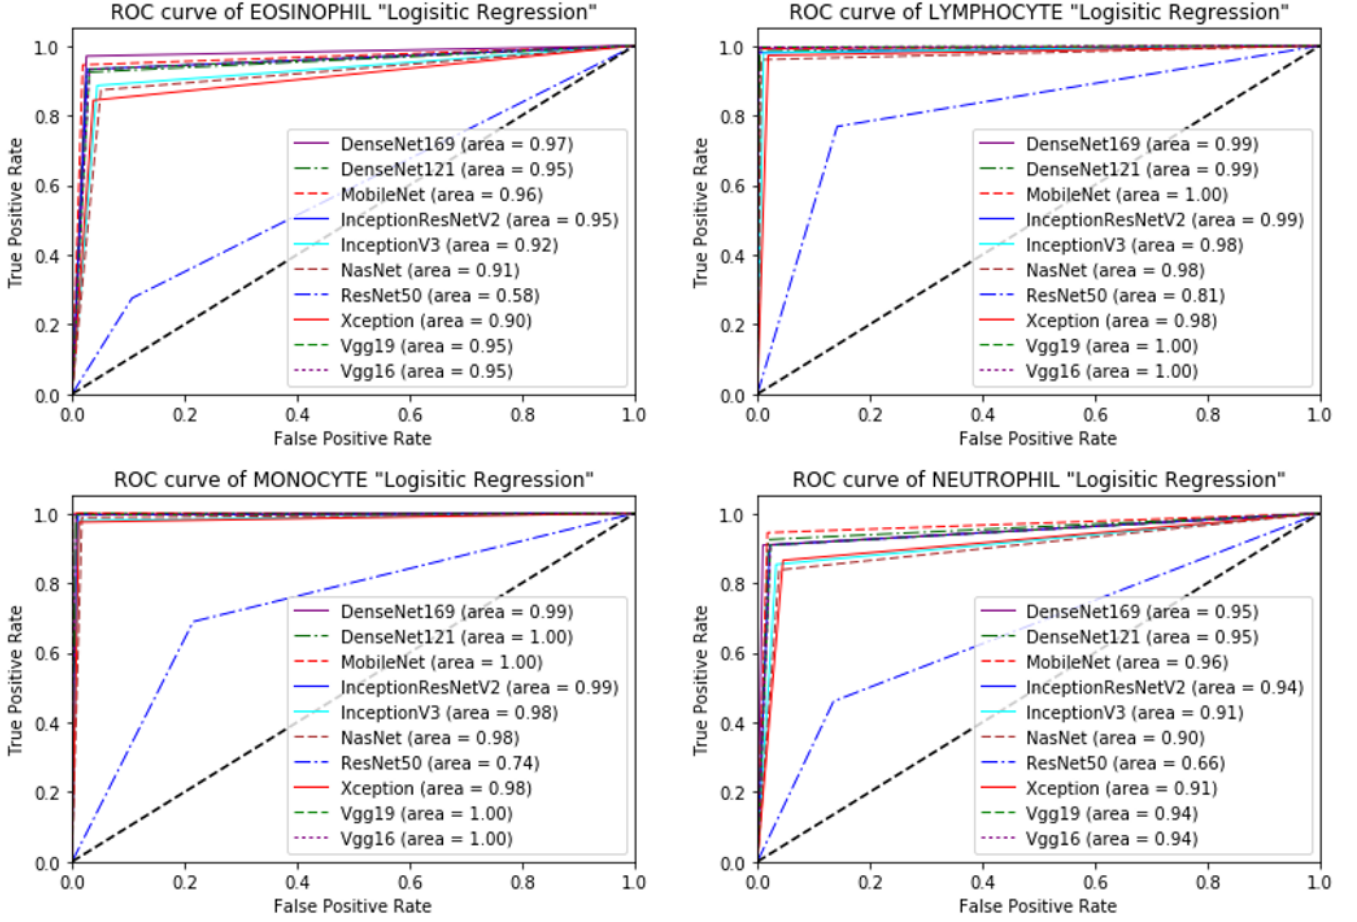 ROC curve of EOSINOPHIL "Logisitic Regression"
True Positive Rate
1.0
0.8
0.6
0.4
0.2
0.0
DenseNet169 (area = 0.97)
DenseNet121 (area = 0.95)
MobileNet (area = 0.96)
InceptionResNetV2 (area = 0.95)
InceptionV3 (area = 0.92)
NasNet (area = 0.91)
ResNet50 (area = 0.58)
Xception (area = 0.90)
Vgg19 (area = 0.95)
Vgg16 (area = 0.95)
0.0 0.2 0.4 0.6 0.8 1.0
False Positive Rate
ROC curve of LYMPHOCYTE "Logisitic Regression"
True Positive Rate
1.0
0.8
0.6
0.4
0.2
0.0
DenseNet169 (area = 0.99)
DenseNet121 (area = 0.99)
MobileNet (area = 1.00)
InceptionResNetV2 (area = 0.99)
InceptionV3 (area = 0.98)
NasNet (area = 0.98)
ResNet50 (area = 0.81)
Xception (area = 0.98)
Vgg19 (area = 1.00)
Vgg16 (area = 1.00)
0.0 0.2 0.4 0.6 0.8 1.0
False Positive Rate
ROC curve of MONOCYTE "Logisitic Regression"
True Positive Rate
1.0
0.8
0.6
0.4
0.2
0.0
DenseNet169 (area = 0.99)
DenseNet121 (area = 1.00)
MobileNet (area = 1.00)
InceptionResNetV2 (area = 0.99)
InceptionV3 (area = 0.98)
NasNet (area = 0.98)
ResNet50 (area = 0.74)
Xception (area = 0.98)
Vgg19 (area = 1.00)
Vgg16 (area = 1.00)
0.0 0.2 0.4 0.6 0.8 1.0
False Positive Rate
ROC curve of NEUTROPHIL "Logisitic Regression"
True Positive Rate
1.0
0.8
0.6
0.4
0.2
0.0
DenseNet169 (area = 0.95)
DenseNet121 (area = 0.95)
MobileNet (area = 0.96)
InceptionResNetV2 (area = 0.94)
InceptionV3 (area = 0.91)
NasNet (area = 0.90)
ResNet50 (area = 0.66)
Xception (area = 0.91)
Vgg19 (area = 0.94)
Vgg16 (area = 0.94)
0.0 0.2 0.4 0.6 0.8 1.0
False Positive Rate